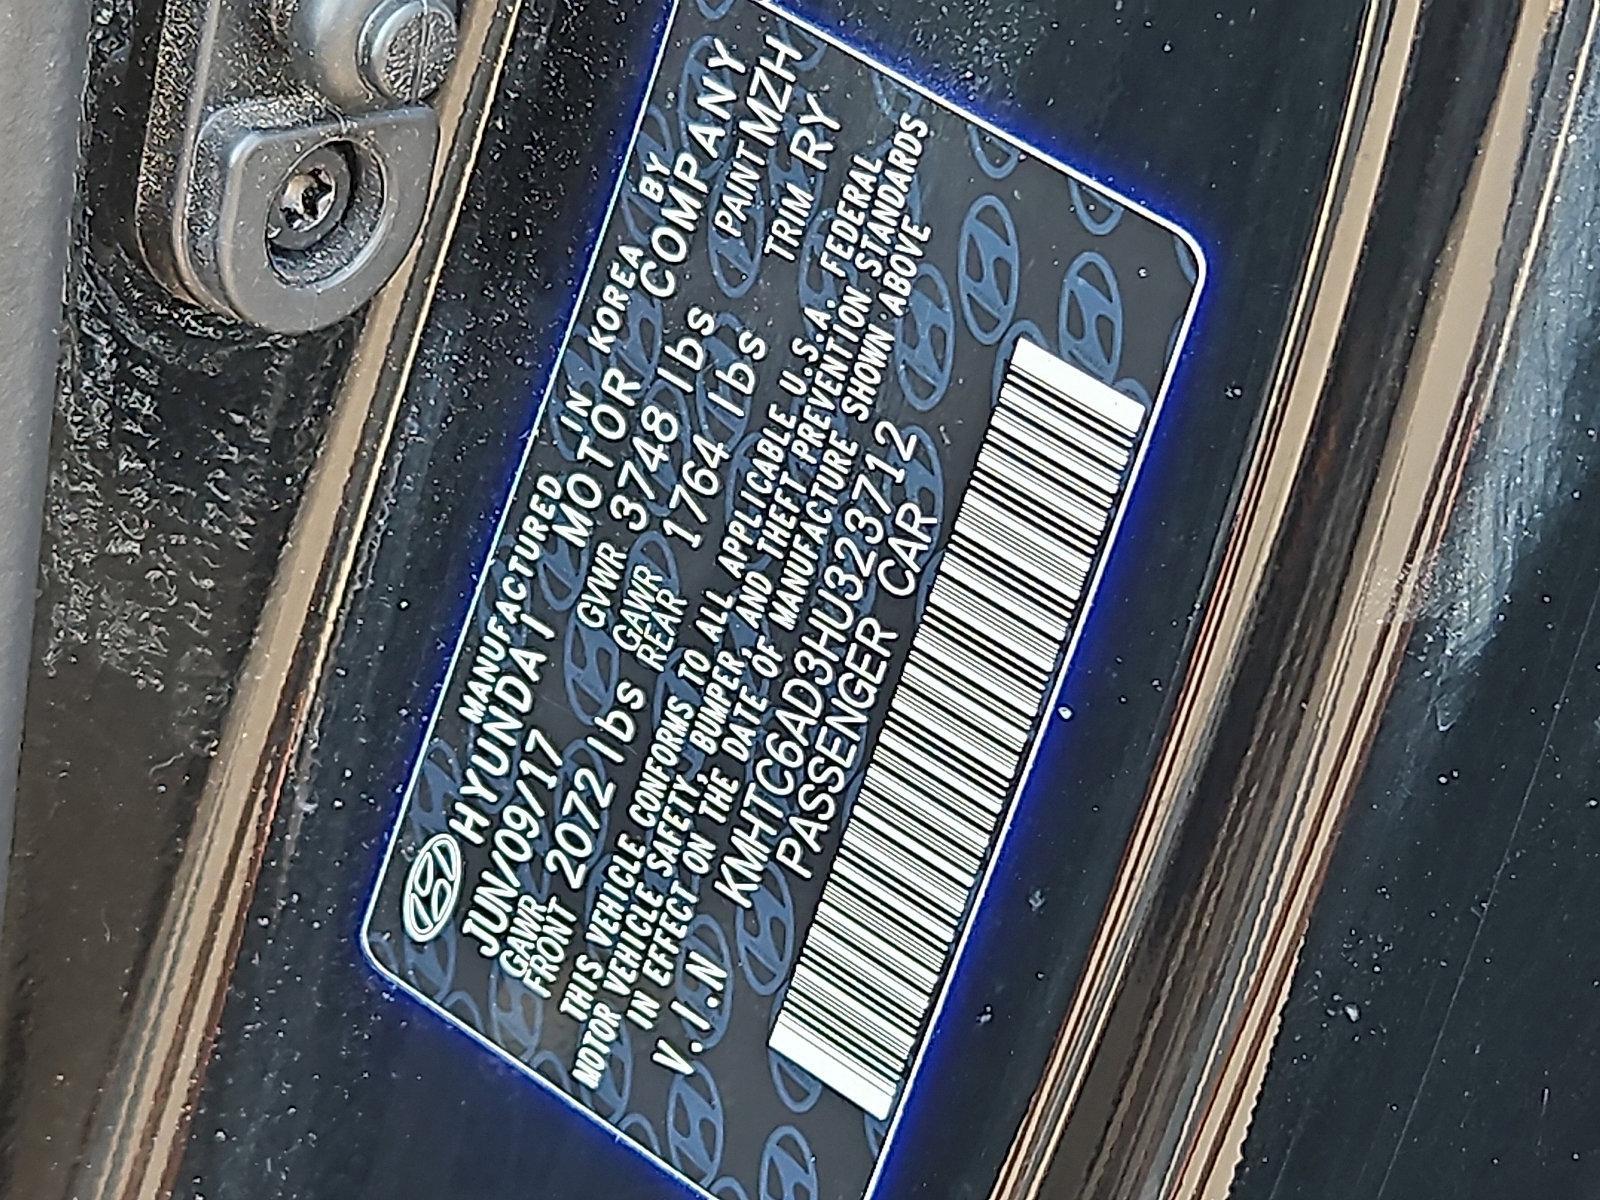 MANUFACTURED IN KOREA BY
HYUNDAI MOTOR COMPANY
JUN/09/17 GVWR 3748 lbs PAINT MZH
GAWR FRONT 2072 lbs GAWR REAR 1764 lbs TRIM RY
THIS VEHICLE CONFORMS TO ALL APPLICABLE U.S.A. FEDERAL
MOTOR VEHICLE SAFETY, BUMPER, AND THEFT PREVENTION STANDARDS
IN EFFECT ON THE DATE OF MANUFACTURE SHOWN ABOVE
V.I.N KMHTC6AD3HU323712
PASSENGER CAR